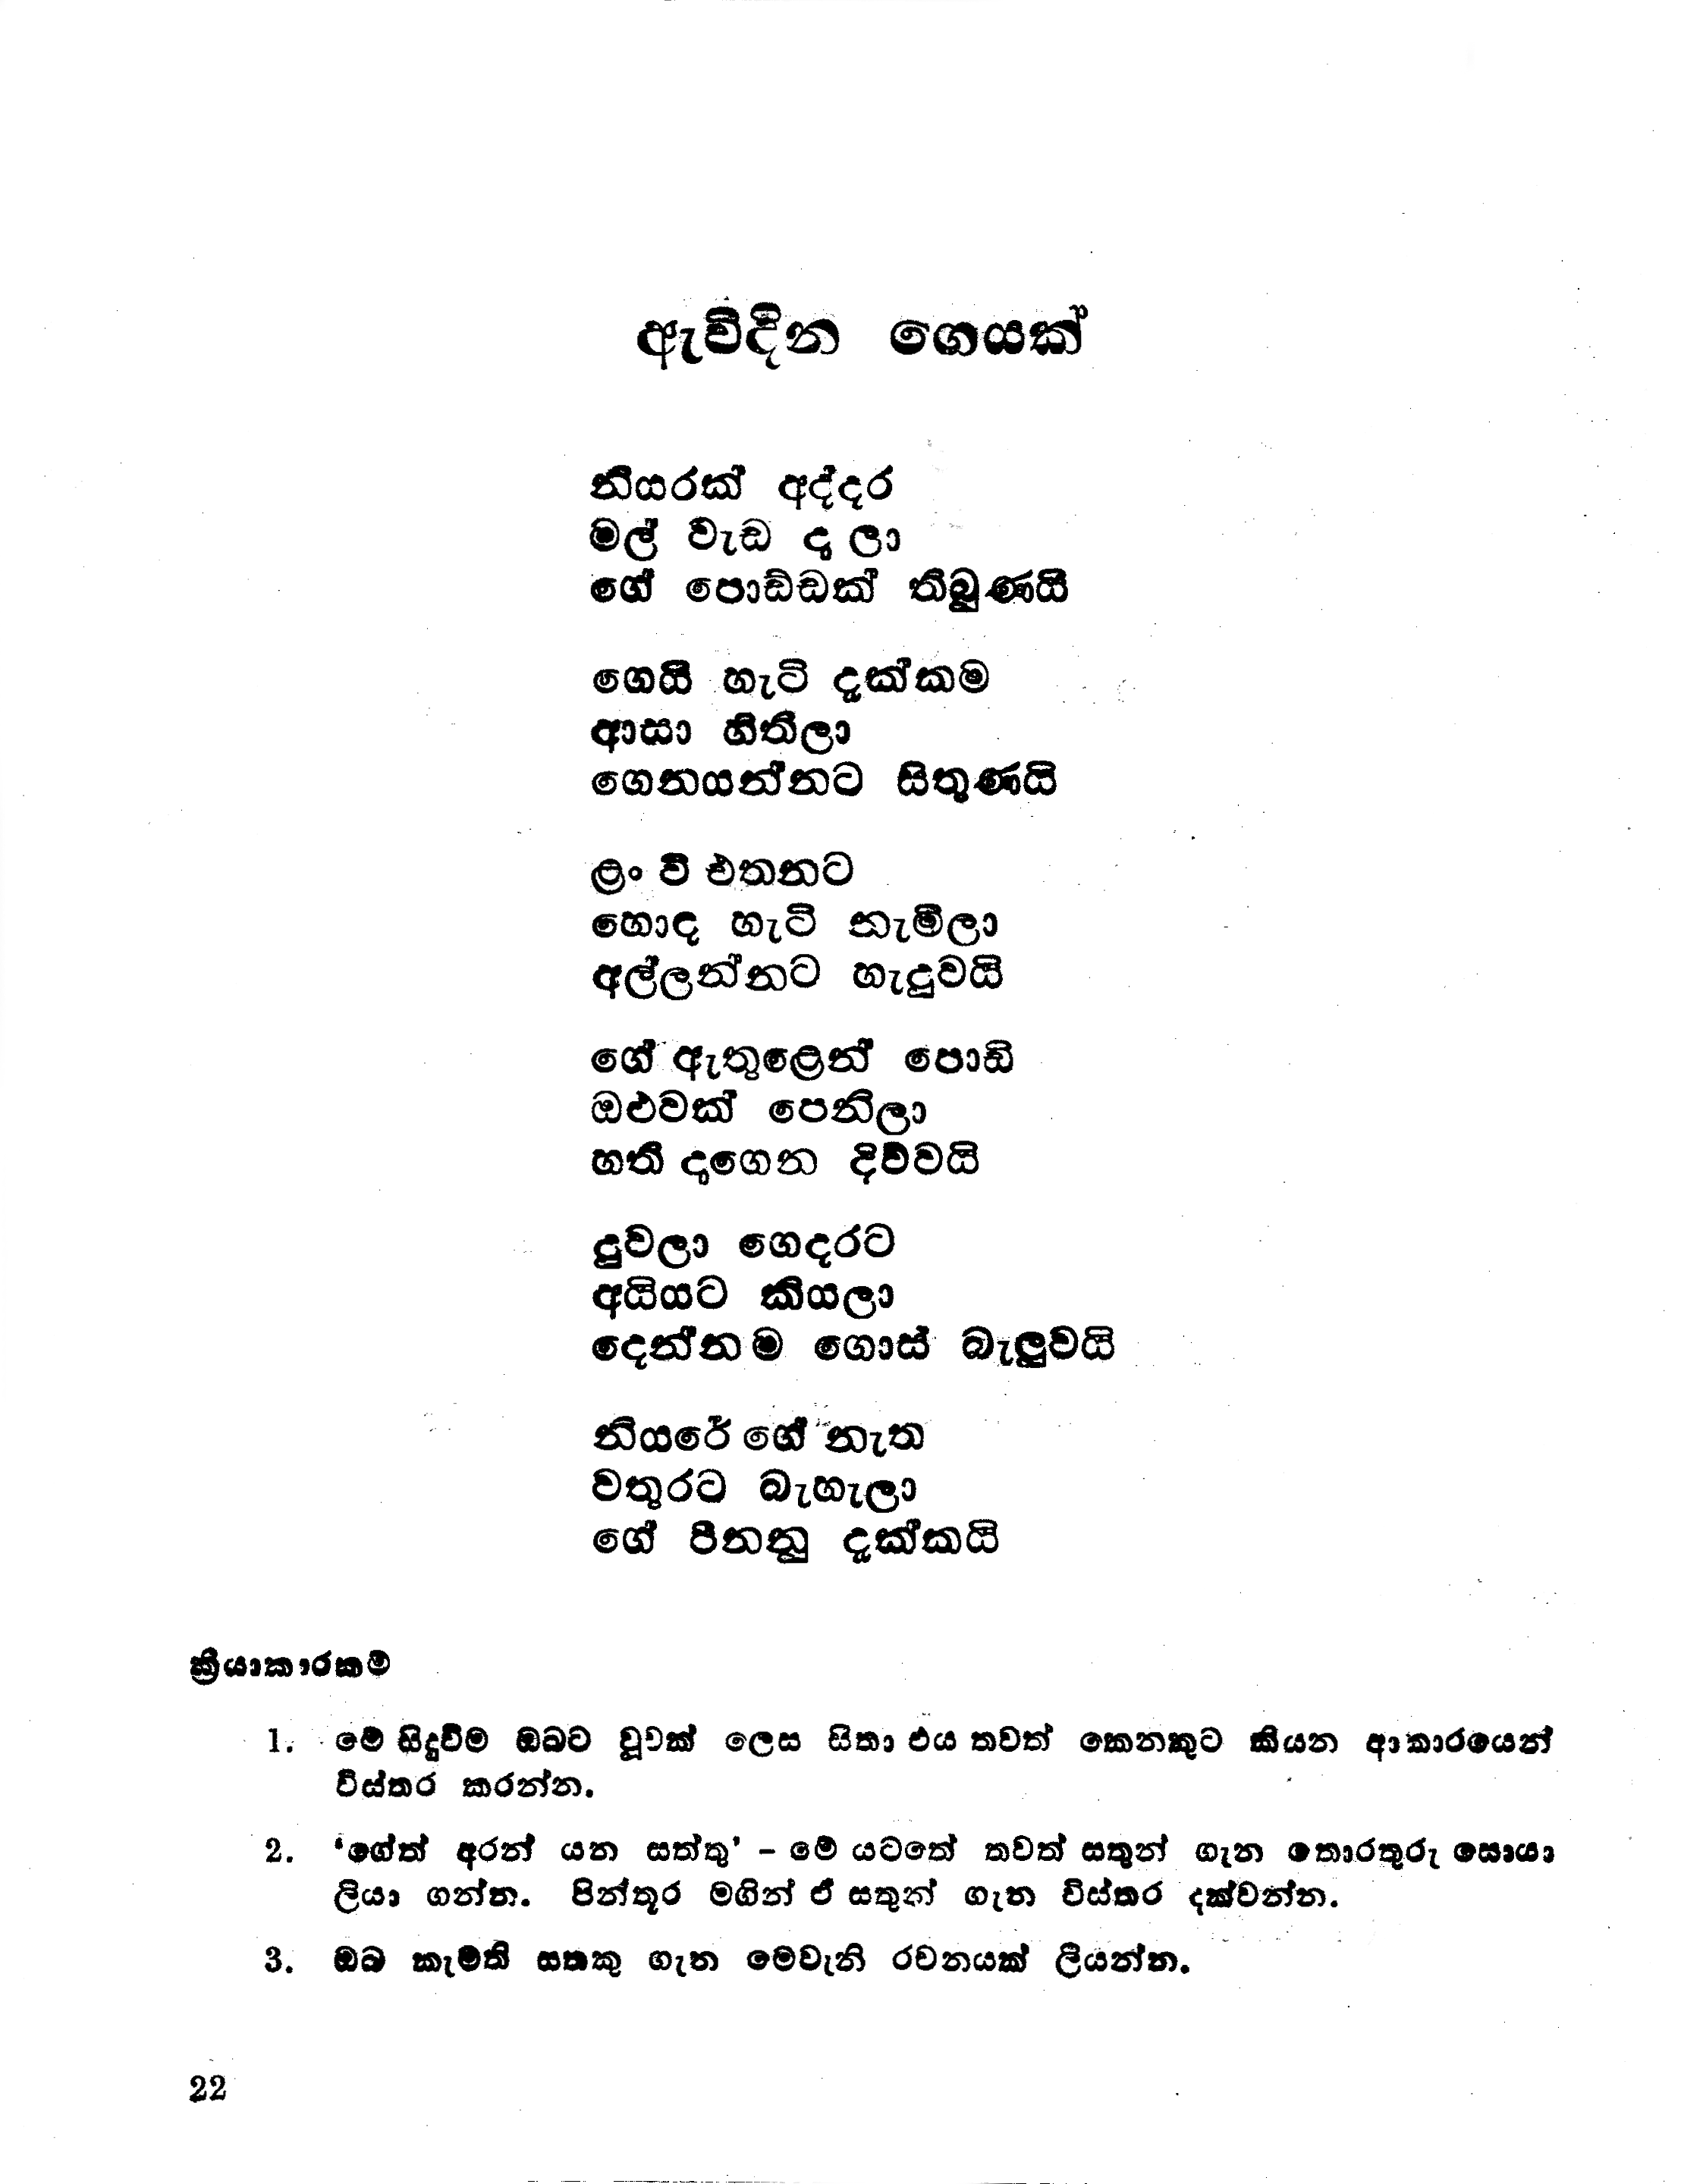 ඇවිදින ගෙයක්
නියරක් අද්දර
මල් වැඩ දාලා
ගේ පොඩ්ඩක් තිබුණයි
ගෙයි හැටි දැක්කම
ආසා හිතිලා
ගෙනයන්නට සිතුණයි
ළං වී එතනට
හොඳ හැටි නැමිලා
අල්ලන්නට හැදුවයි
ගේ ඇතුළෙන් පොඩි
ඔළුවක් පෙනිලා
හති දාගෙන දිව්වයි
දුවලා ගෙදරට
අයියට කියලා
දෙන්නම ගොස් බැලුවයි
නියරේ ගේ නැත
වතුරට බැහැලා
ගේ පීනනු දැක්කයි
ක්‍රියාකාරකම්
1. මේ සිදුවීම ඔබට වූවක් ලෙස සිතා එය තවත් කෙනකුට කියන ආකාරයෙන්
විස්තර කරන්න.
2. ‘ගේත් අරන් යන සත්තු’ – මේ යටතේ තවත් සතුන් ගැන තොරතුරු සොයා
ලියා ගන්න. පින්තූර මගින් ඒ සතුන් ගැන විස්තර දක්වන්න.
3. ඔබ කැමති සතකු ගැන මෙවැනි රචනයක් ලියන්න.
22